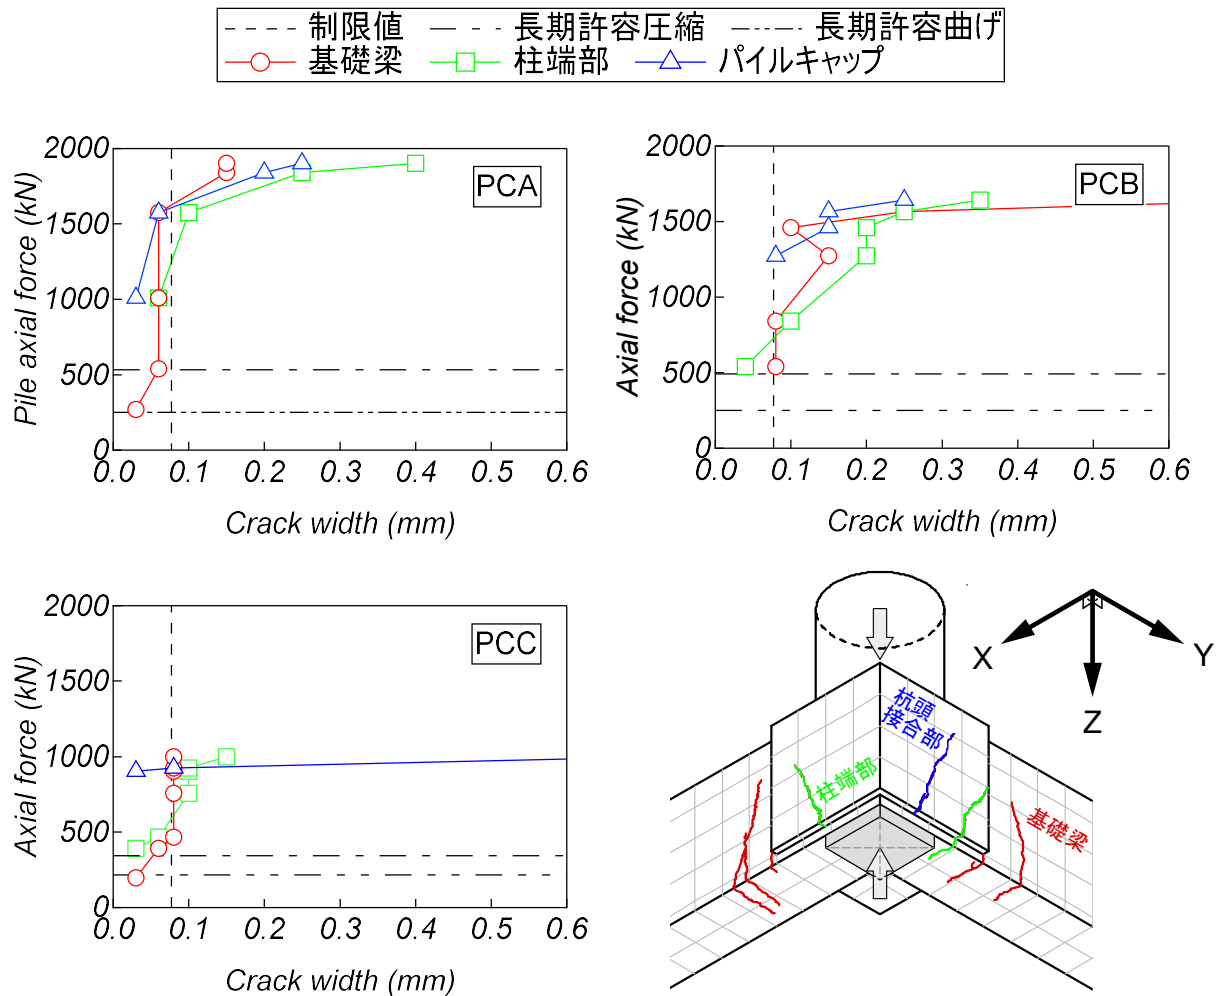 制限値 長期許容圧縮 長期許容曲げ
基礎梁 柱端部 パイルキャップ
PCA
2000
1500
1000
500
0
0.0 0.1 0.2 0.3 0.4 0.5 0.6
Pile axial force (kN)
Crack width (mm)
PCB
2000
1500
1000
500
0
0.0 0.1 0.2 0.3 0.4 0.5 0.6
Axial force (kN)
Crack width (mm)
PCC
2000
1500
1000
500
0
0.0 0.1 0.2 0.3 0.4 0.5 0.6
Axial force (kN)
Crack width (mm)
X
Y
Z
杭頭
接合部
柱端部
基礎梁